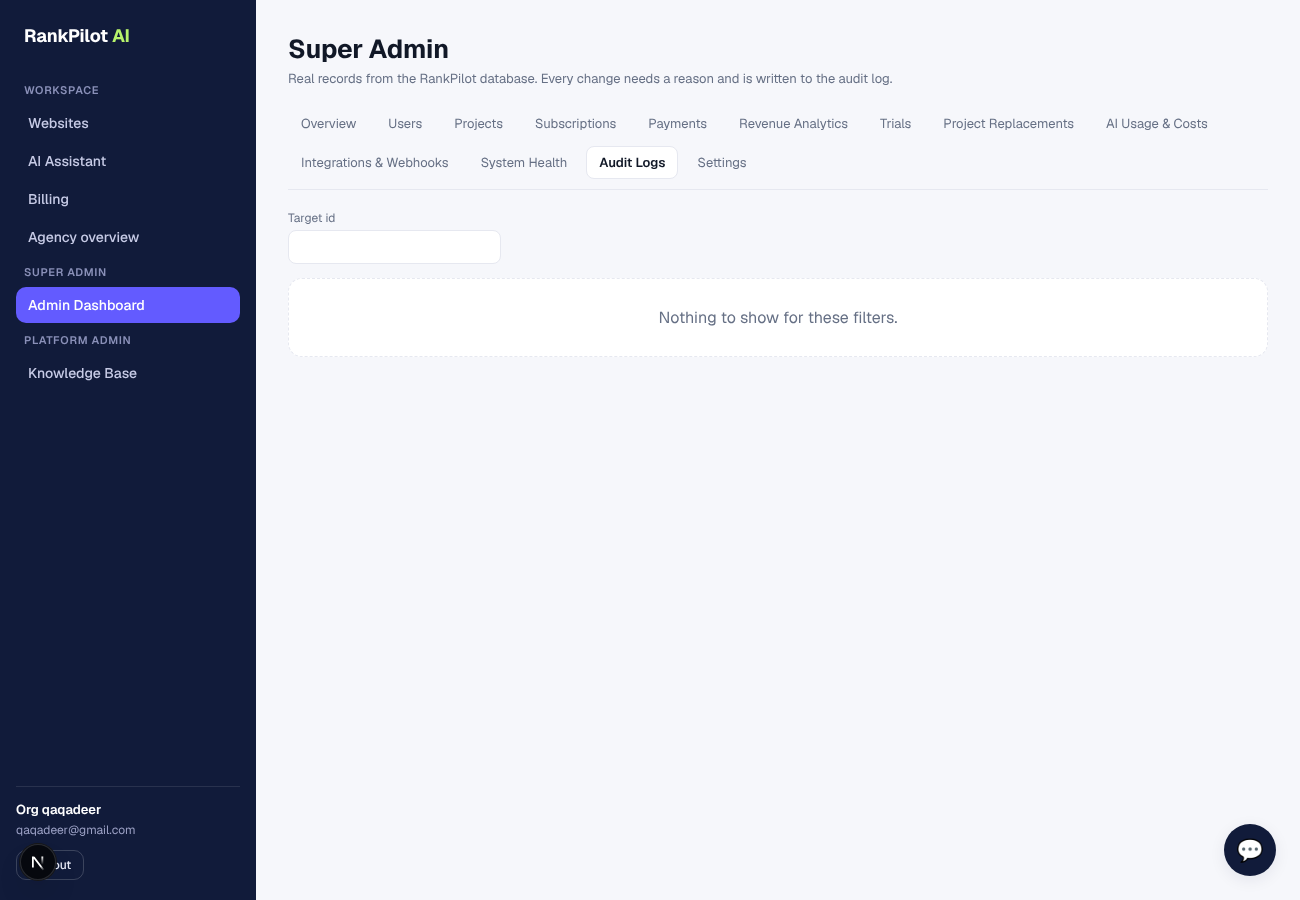 RankPilot AI
WORKSPACE
Websites
AI Assistant
Billing
Agency overview
SUPER ADMIN
Admin Dashboard
PLATFORM ADMIN
Knowledge Base
Org qaqadeer
qaqadeer@gmail.com
Super Admin
Real records from the RankPilot database. Every change needs a reason and is written to the audit log.
Overview Users Projects Subscriptions Payments Revenue Analytics Trials Project Replacements AI Usage & Costs
Integrations & Webhooks System Health Audit Logs Settings
Target id
Nothing to show for these filters.